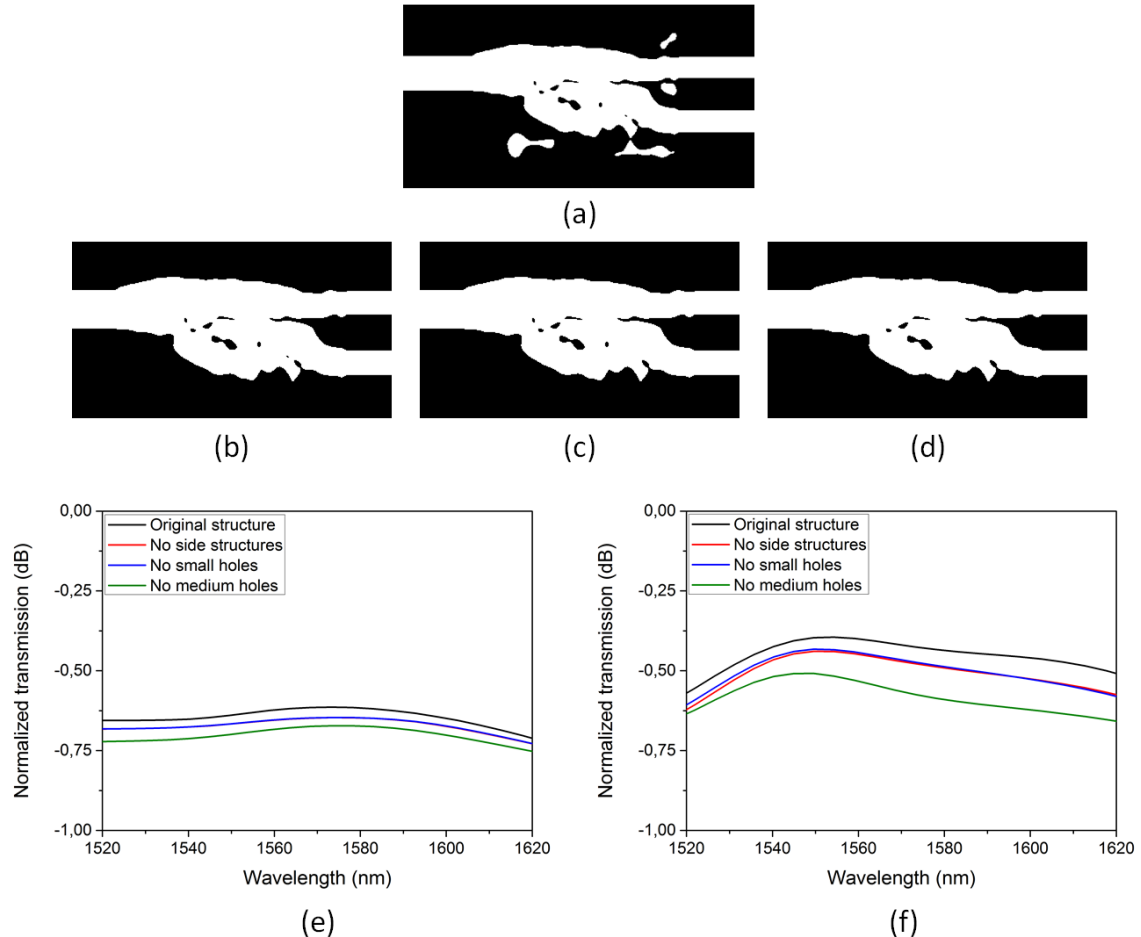 (a)
(b)
(c)
(d)
0,00
-0,25
-0,50
-0,75
-1,00
Normalized transmission (dB)
Original structure
No side structures
No small holes
No medium holes
1520
1540
1560
1580
1600
1620
Wavelength (nm)
(e)
0,00
-0,25
-0,50
-0,75
-1,00
Normalized transmission (dB)
Original structure
No side structures
No small holes
No medium holes
1520
1540
1560
1580
1600
1620
Wavelength (nm)
(f)